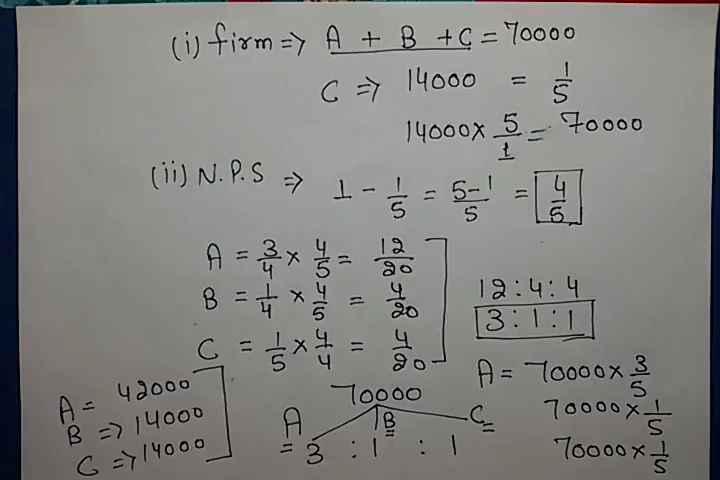 (i) firm => A + B + C = 70000
C => 14000 = 1/5
14000 × 5/1 = 70000
(ii) N.P.S => 1 - 1/5 = 5-1/5 = 4/5
A = 3/4 × 4/5 = 12/20
B = 1/4 × 4/5 = 4/20
C = 1/5 × 4/4 = 4/20
12 : 4 : 4
3 : 1 : 1
A = 42000
B => 14000
C => 14000
70000
A B C
= 3 : 1 : 1
A = 70000 × 3/5
70000 × 1/5
70000 × 1/5